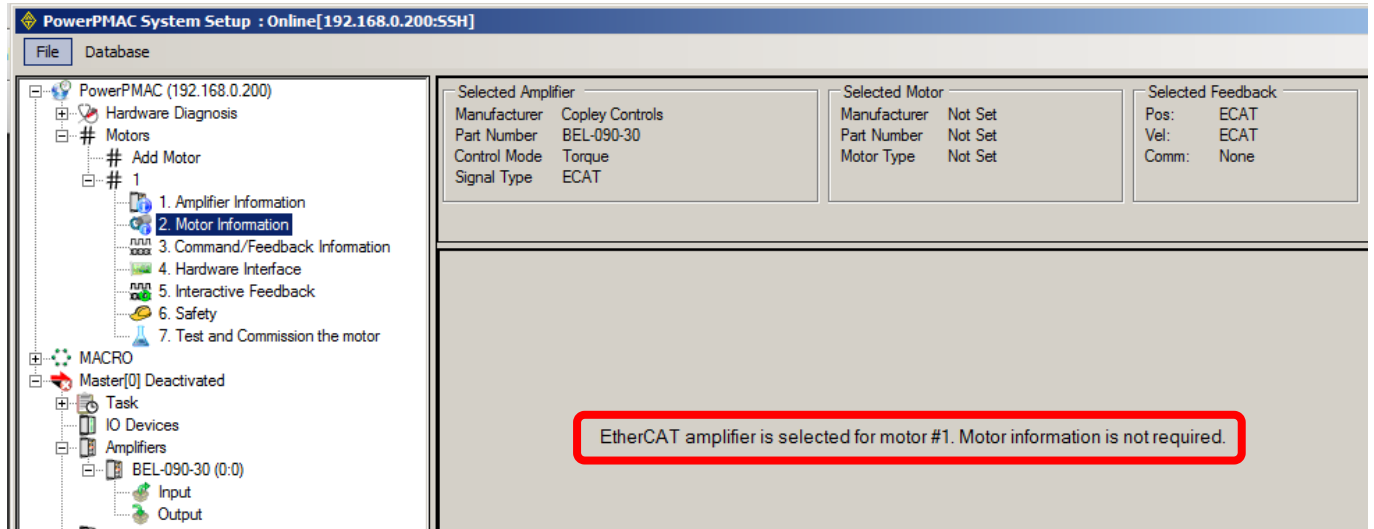 PowerPMAC System Setup : Online[192.168.0.200:SSH]
File Database
PowerPMAC (192.168.0.200)
Hardware Diagnosis
# Motors
# Add Motor
# 1
1. Amplifier Information
2. Motor Information
3. Command/Feedback Information
4. Hardware Interface
5. Interactive Feedback
6. Safety
7. Test and Commission the motor
MACRO
Master[0] Deactivated
Task
IO Devices
Amplifiers
BEL-090-30 (0:0)
Input
Output
Selected Amplifier
Manufacturer Copley Controls
Part Number BEL-090-30
Control Mode Torque
Signal Type ECAT
Selected Motor
Manufacturer Not Set
Part Number Not Set
Motor Type Not Set
Selected Feedback
Pos: ECAT
Vel: ECAT
Comm: None
EtherCAT amplifier is selected for motor #1. Motor information is not required.